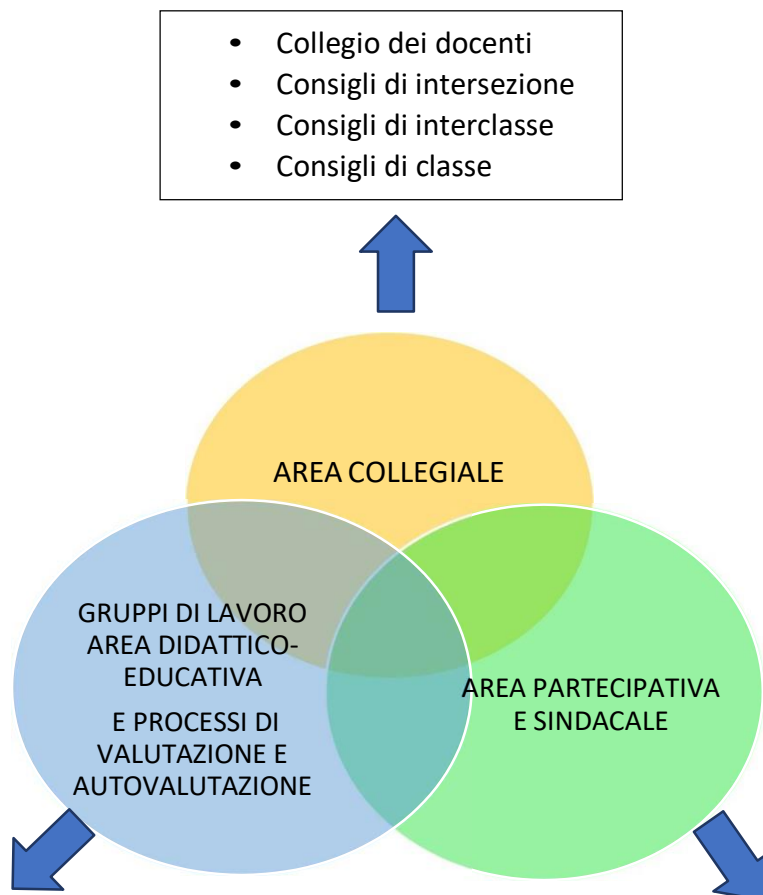 • Collegio dei docenti
• Consigli di intersezione
• Consigli di interclasse
• Consigli di classe
AREA COLLEGIALE
GRUPPI DI LAVORO
AREA DIDATTICO-
EDUCATIVA
E PROCESSI DI
VALUTAZIONE E
AUTOVALUTAZIONE
AREA PARTECIPATIVA
E SINDACALE